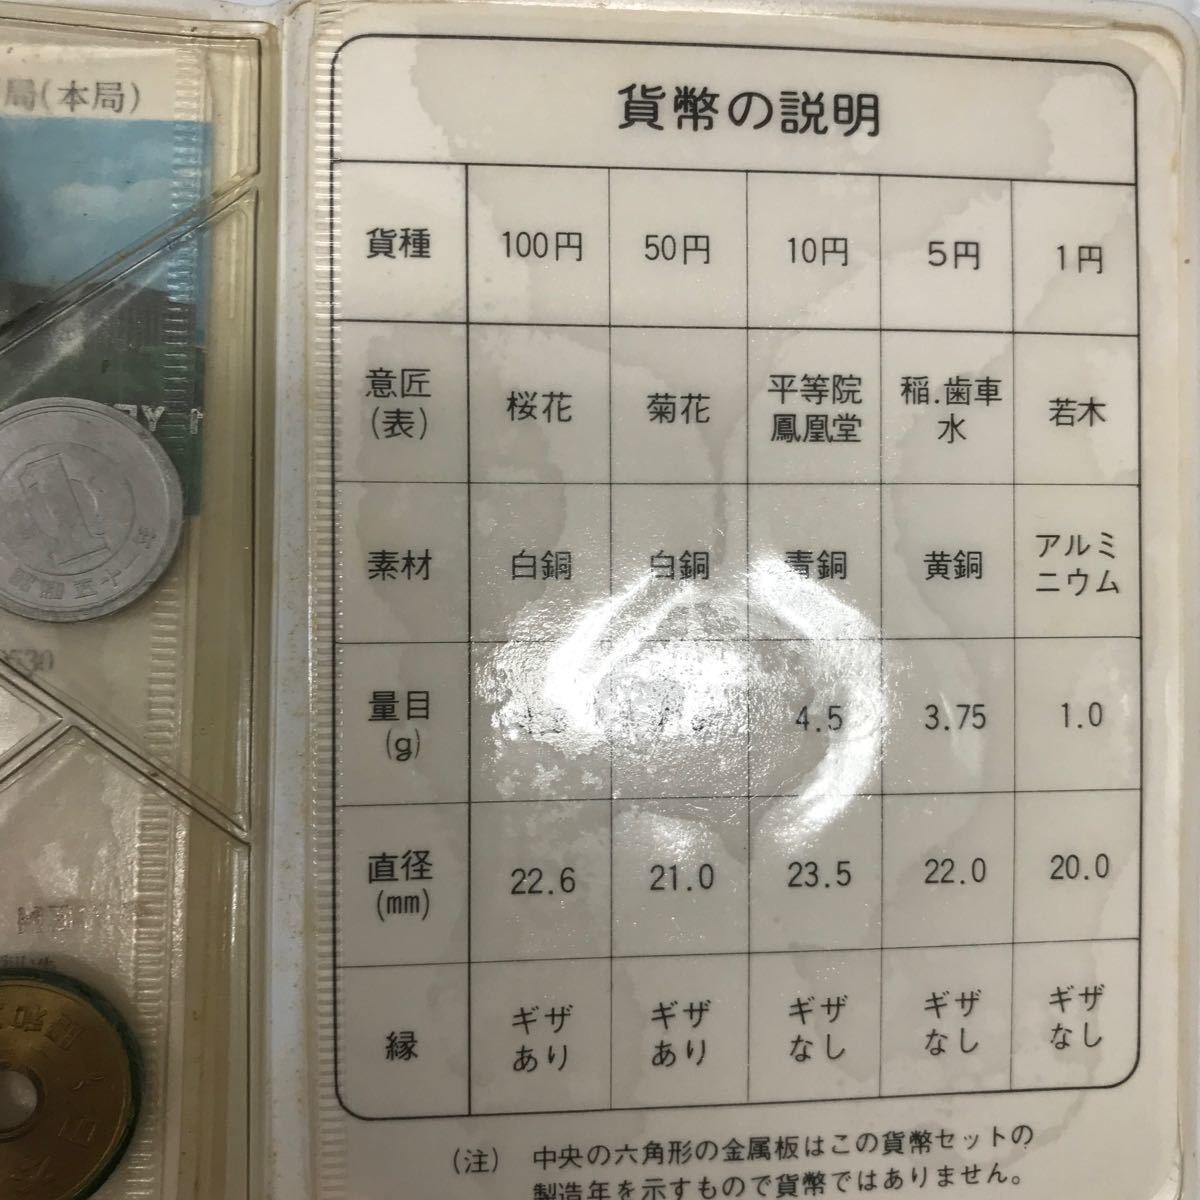 局(本局)
貨幣の説明
貨種 100円 50円 10円 5円 1円
意匠(表) 桜花 菊花 平等院鳳凰堂 稲.歯車水 若木
素材 白銅 白銅 青銅 黄銅 アルミニウム
量目(g) 4.5 3.75 1.0
直径(mm) 22.6 21.0 23.5 22.0 20.0
縁 ギザあり ギザあり ギザなし ギザなし ギザなし
(注) 中央の六角形の金属板はこの貨幣セットの
製造年を示すもので貨幣ではありません。